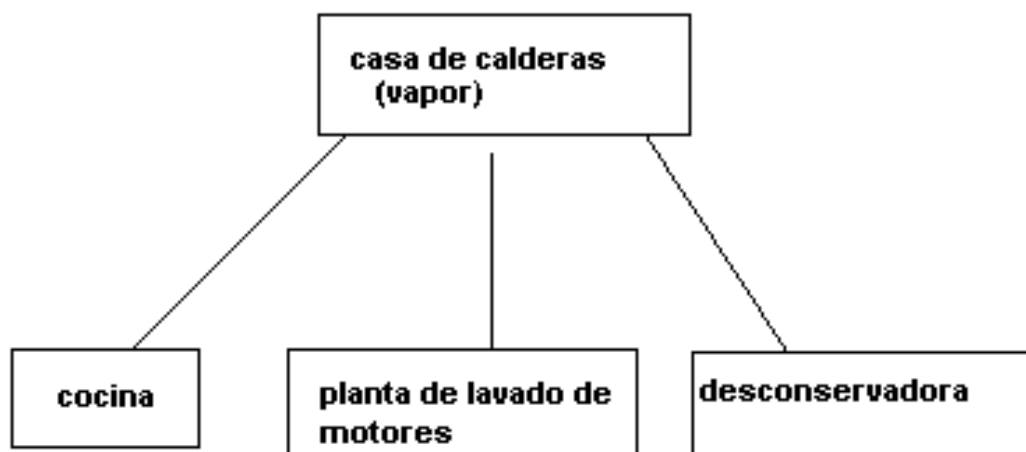 casa de calderas
(vapor)
cocina
planta de lavado de
motores
desconservadora